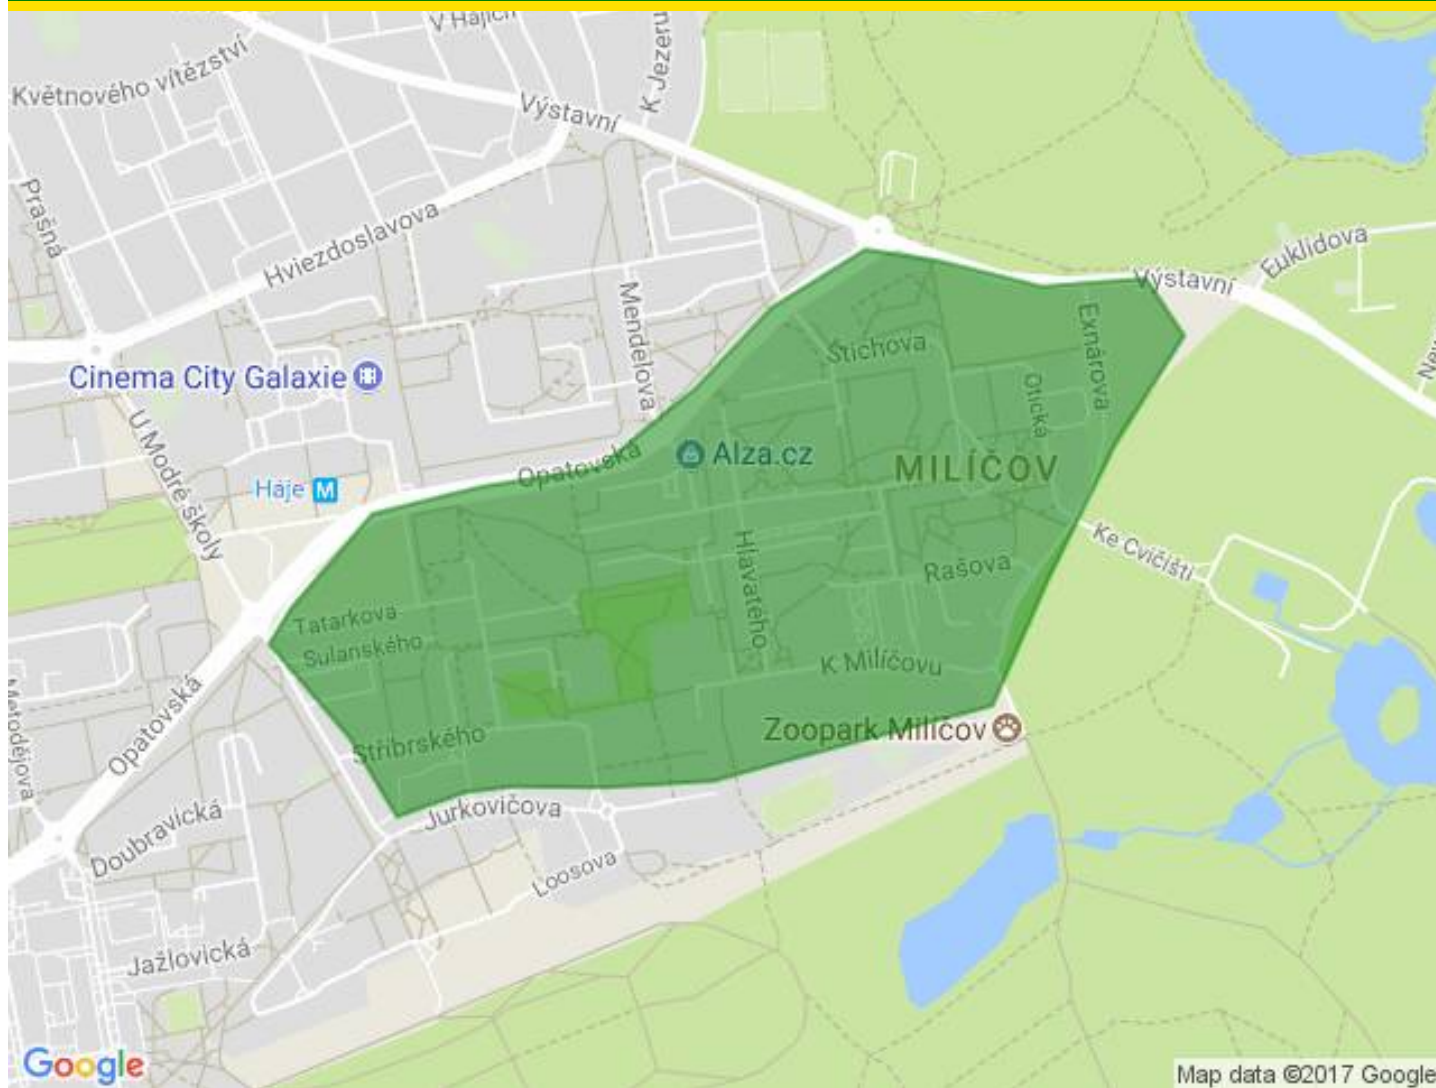 V Hájích
Květnového vítězství
K Jezeru
Výstavní
Prašná
Hviezdoslavova
Euklidova
Výstavní
Mendelova
Exnárova
Štichova
Cinema City Galaxie
Otická
U Modré školy
Opatovská
Alza.cz
MILÍČOV
Háje M
Ke Cvičišti
Hlavatého
Rašova
Tatarkova
Sulanského
K Milíčovu
Metodějova
Opatovská
Stříbrského
Zoopark Milíčov
Jurkovičova
Doubravická
Loosova
Jažlovická
Google
Map data ©2017 Google